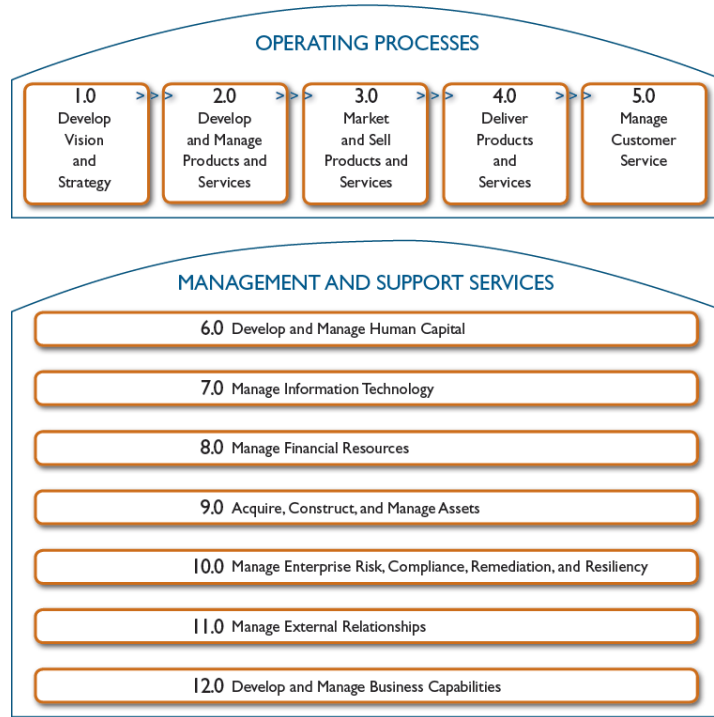 OPERATING PROCESSES
1.0 >>> 2.0 >>> 3.0 >>> 4.0 >>> 5.0
Develop
Vision
and
Strategy
Develop
and Manage
Products and
Services
Market
and Sell
Products and
Services
Deliver
Products
and
Services
Manage
Customer
Service
MANAGEMENT AND SUPPORT SERVICES
6.0 Develop and Manage Human Capital
7.0 Manage Information Technology
8.0 Manage Financial Resources
9.0 Acquire, Construct, and Manage Assets
10.0 Manage Enterprise Risk, Compliance, Remediation, and Resiliency
11.0 Manage External Relationships
12.0 Develop and Manage Business Capabilities